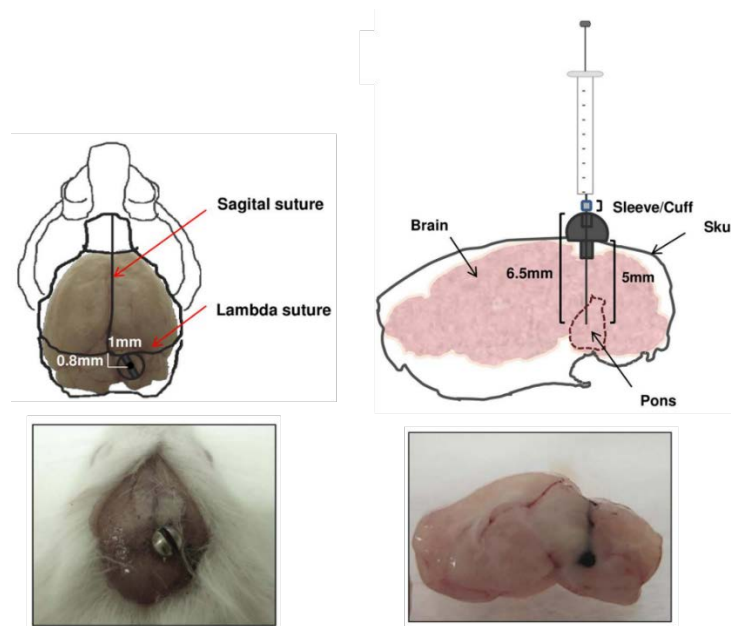 Sagital suture
Lambda suture
1mm
0.8mm
Sleeve/Cuff
Brain
Sku
6.5mm
5mm
Pons